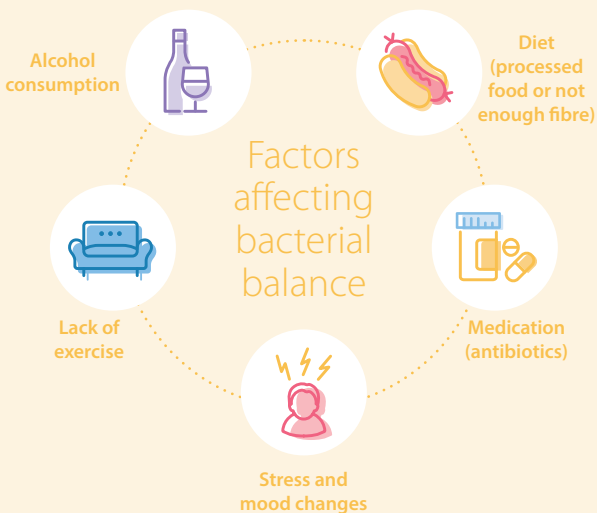 Alcohol
consumption
Diet
(processed
food or not
enough fibre)
Factors
affecting
bacterial
balance
Lack of
exercise
Medication
(antibiotics)
Stress and
mood changes